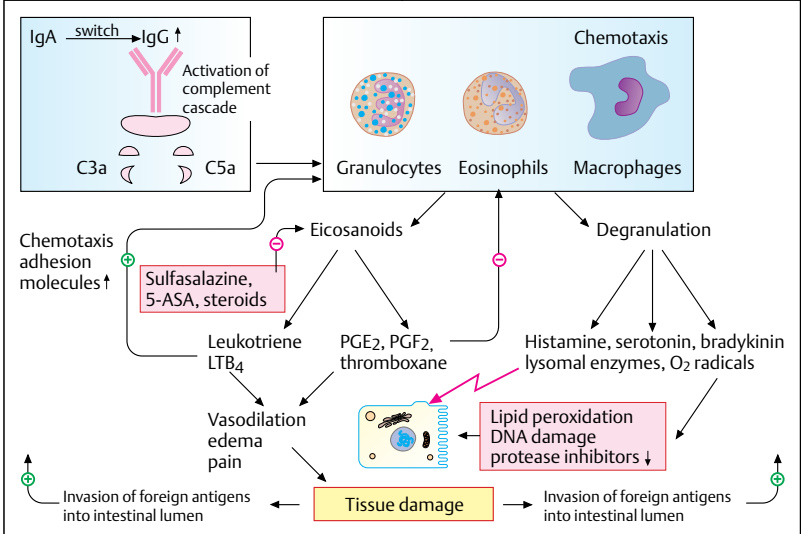 IgA switch IgG ↑
Activation of
complement
cascade
C3a C5a
Chemotaxis
Granulocytes Eosinophils Macrophages
Chemotaxis
adhesion
molecules ↑
Eicosanoids
Degranulation
Sulfasalazine,
5-ASA, steroids
Leukotriene
LTB4
PGE2, PGF2,
thromboxane
Histamine, serotonin, bradykinin
lysomal enzymes, O2 radicals
Vasodilation
edema
pain
Lipid peroxidation
DNA damage
protease inhibitors ↓
Invasion of foreign antigens
into intestinal lumen
Tissue damage
Invasion of foreign antigens
into intestinal lumen